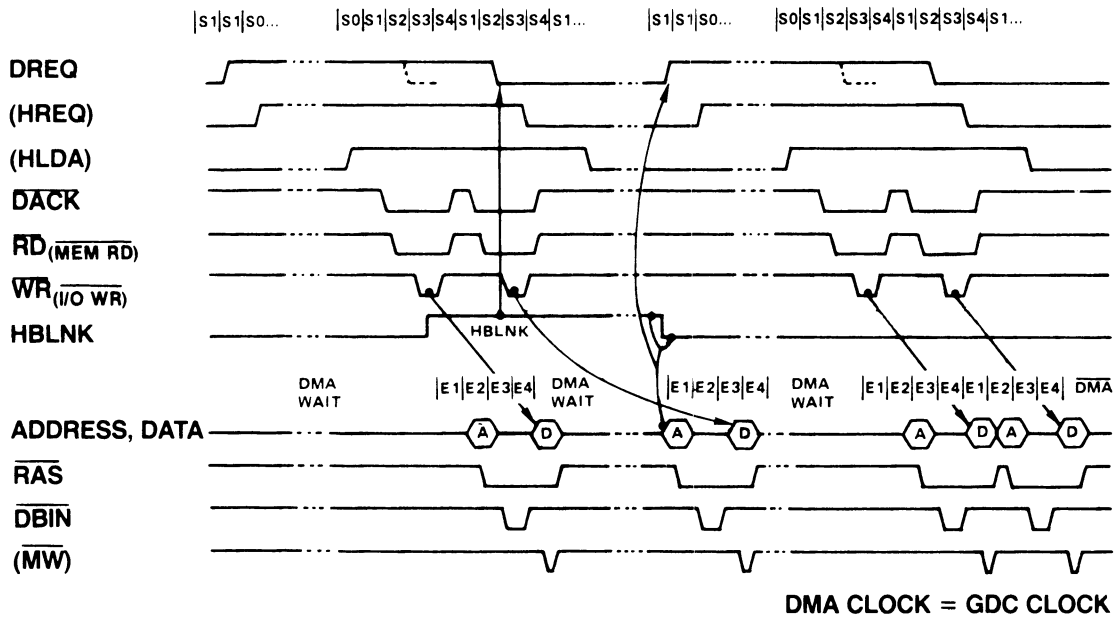 |S1|S1|S0... |S0|S1|S2|S3|S4|S1|S2|S3|S4|S1... |S1|S1|S0... |S0|S1|S2|S3|S4|S1|S2|S3|S4|S1...
DREQ
(HREQ)
(HLDA)
DACK
RD(MEM RD)
WR(I/O WR)
HBLNK
HBLNK
DMA WAIT |E1|E2|E3|E4| DMA WAIT |E1|E2|E3|E4| DMA WAIT |E1|E2|E3|E4|E1|E2|E3|E4| DMA
ADDRESS, DATA A D A D A D A D
RAS
DBIN
(MW)
DMA CLOCK = GDC CLOCK